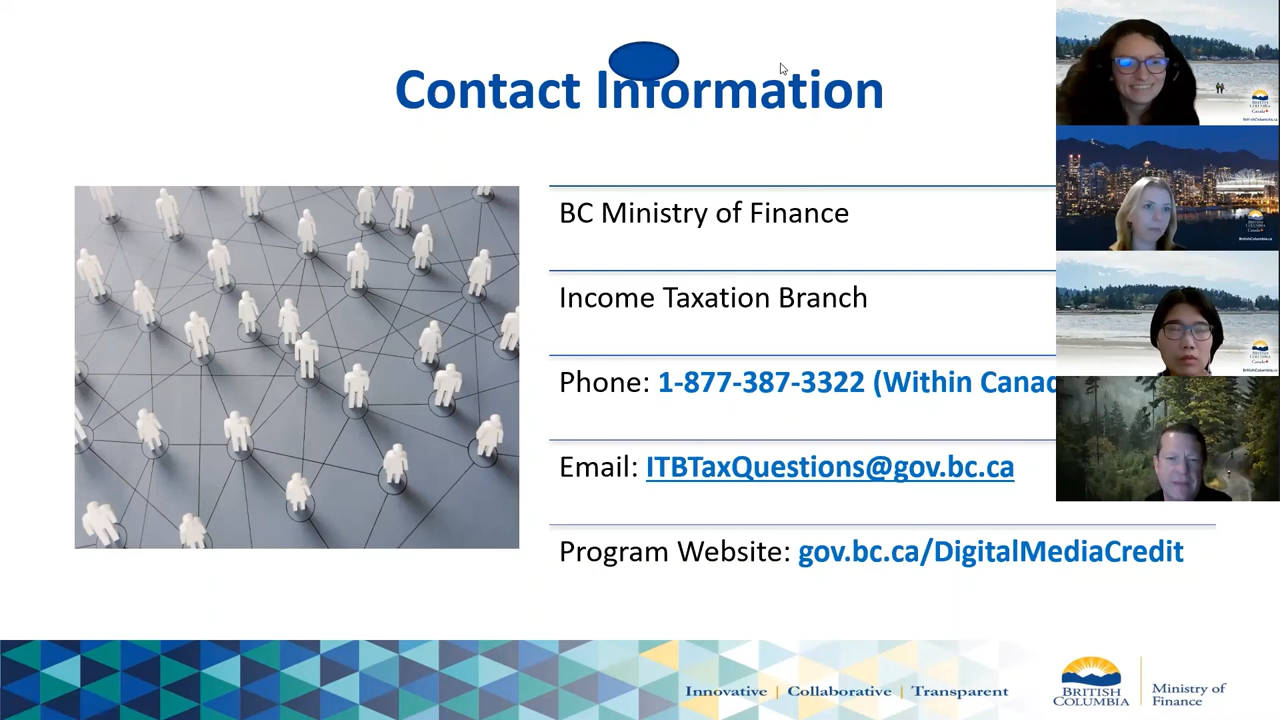 Contact Information
BC Ministry of Finance
Income Taxation Branch
Phone: 1-877-387-3322 (Within Canad
Email: ITBTaxQuestions@gov.bc.ca
Program Website: gov.bc.ca/DigitalMediaCredit
Innovative | Collaborative | Transparent
BRITISH
COLUMBIA
Ministry of
Finance